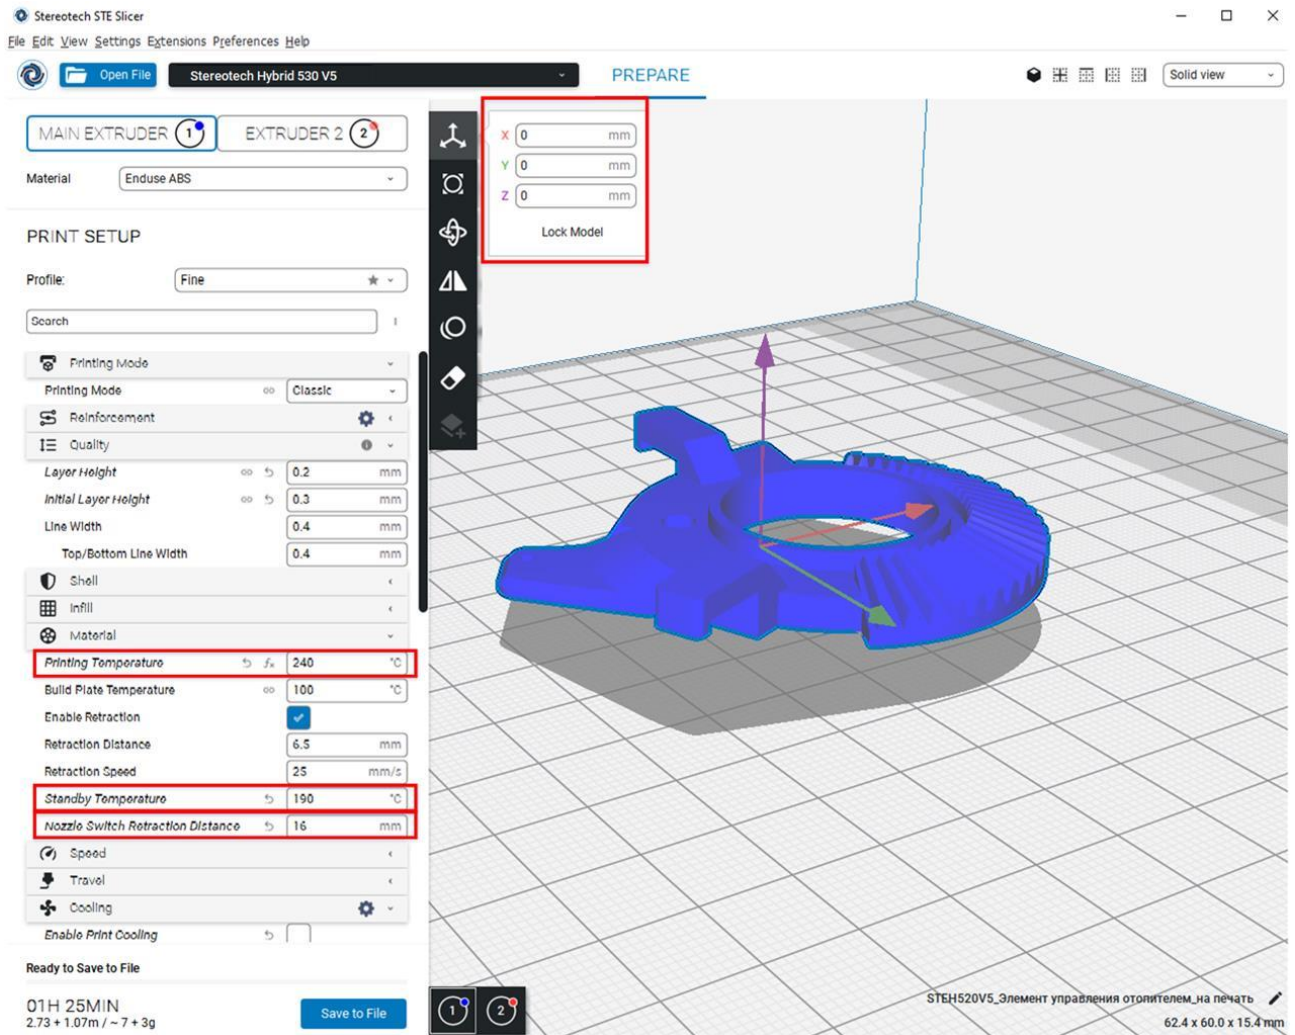 Stereotech STE Slicer
File Edit View Settings Extensions Preferences Help
Open File
Stereotech Hybrid 530 V5
PREPARE
Solid view
MAIN EXTRUDER 1
EXTRUDER 2 2
Material Enduse ABS
PRINT SETUP
Profile: Fine
Search
Printing Mode
Printing Mode Classic
Reinforcement
Quality
Layer Height 0.2 mm
Initial Layer Height 0.3 mm
Line Width 0.4 mm
Top/Bottom Line Width 0.4 mm
Shell
Infill
Material
Printing Temperature fx 240 °C
Build Plate Temperature 100 °C
Enable Retraction
Retraction Distance 6.5 mm
Retraction Speed 25 mm/s
Standby Temperature 190 °C
Nozzle Switch Retraction Distance 16 mm
Speed
Travel
Cooling
Enable Print Cooling
Ready to Save to File
01H 25MIN
2.73 + 1.07m / ~ 7 + 3g
Save to File
X 0 mm
Y 0 mm
Z 0 mm
Lock Model
1 2
STEH520V5_Элемент управления отопителем_на печать
62.4 x 60.0 x 15.4 mm